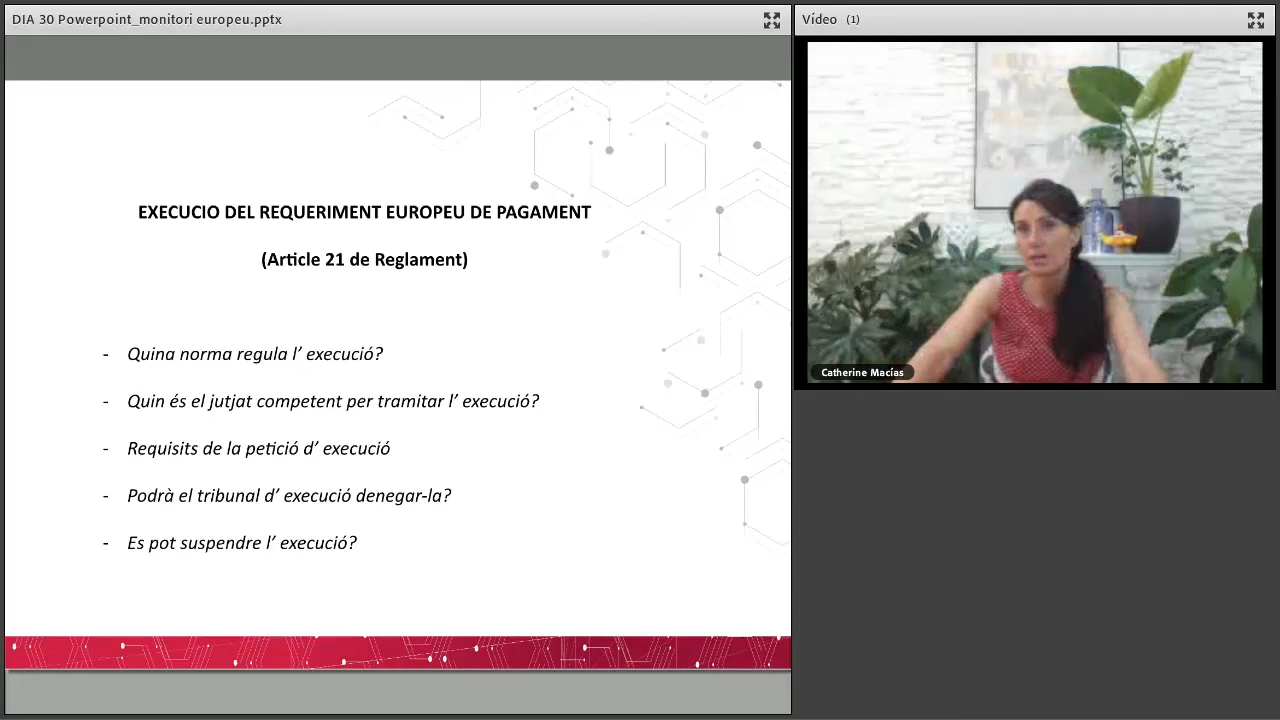 DIA 30 Powerpoint_monitori europeu.pptx
Vídeo (1)
EXECUCIO DEL REQUERIMENT EUROPEU DE PAGAMENT
(Article 21 de Reglament)
- Quina norma regula l’ execució?
- Quin és el jutjat competent per tramitar l’ execució?
- Requisits de la petició d’ execució
- Podrà el tribunal d’ execució denegar-la?
- Es pot suspendre l’ execució?
Catherine Macías